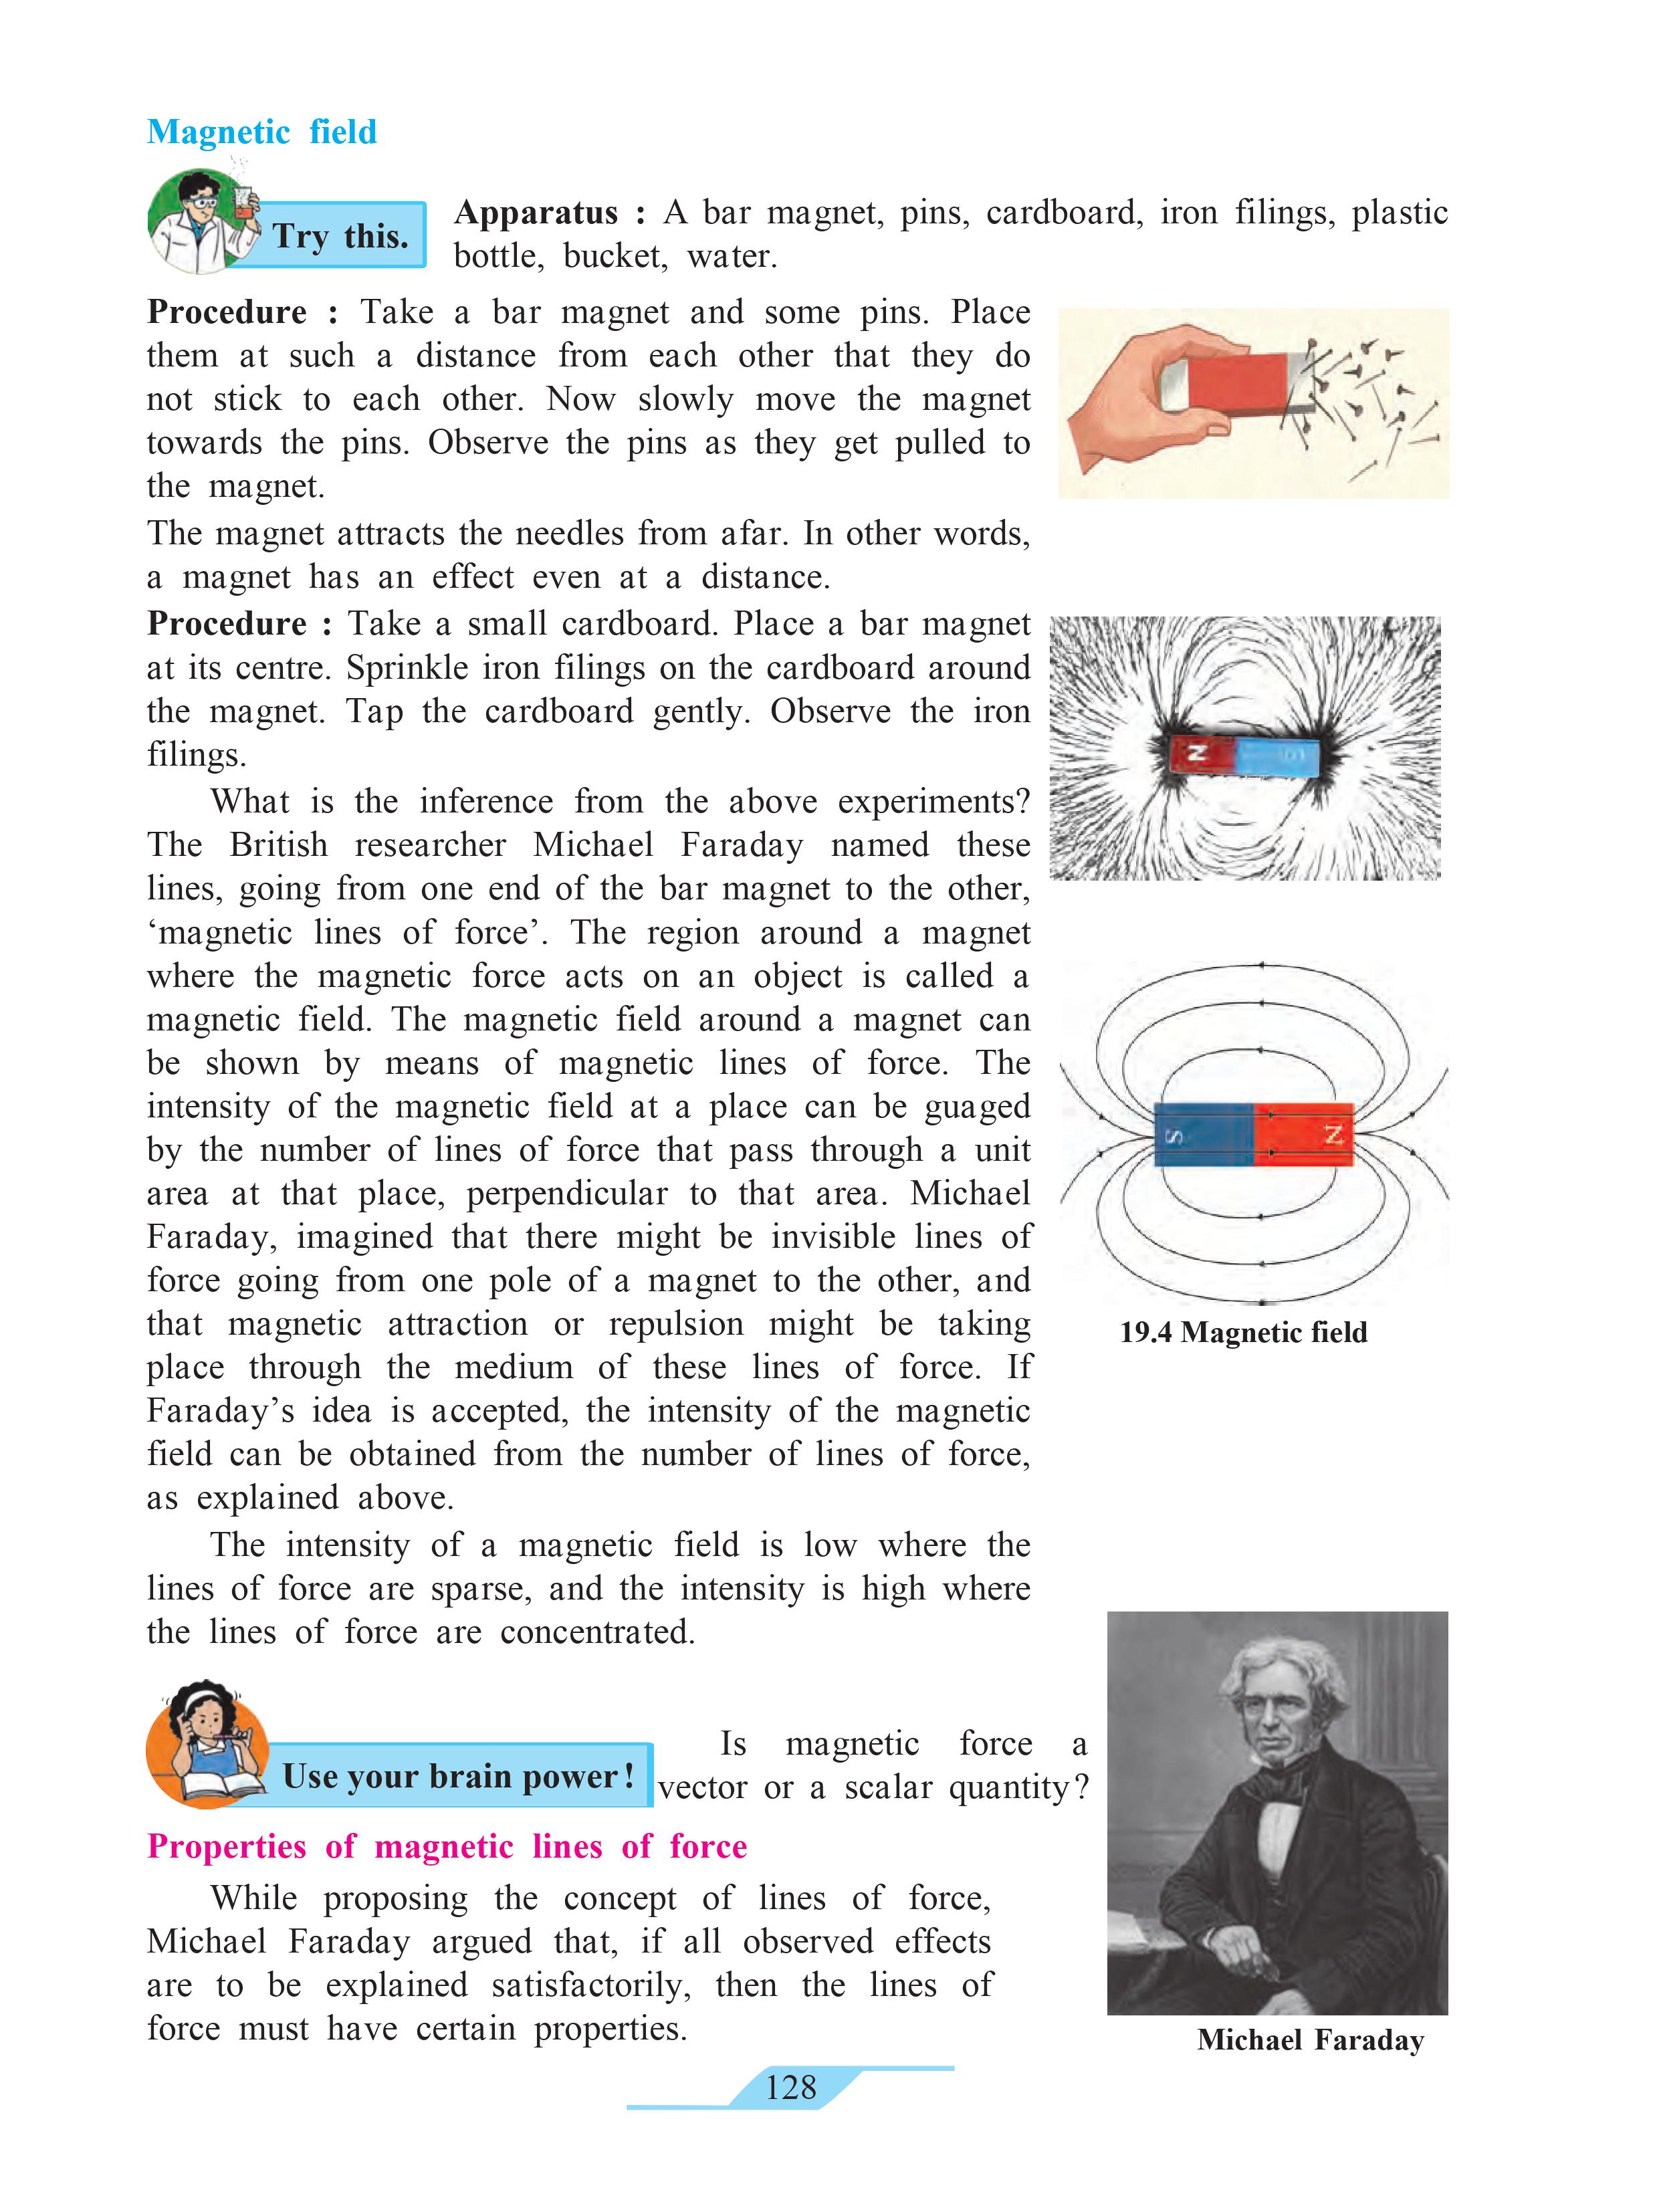 Magnetic field
Try this.
Apparatus : A bar magnet, pins, cardboard, iron filings, plastic
bottle, bucket, water.
Procedure : Take a bar magnet and some pins. Place
them at such a distance from each other that they do
not stick to each other. Now slowly move the magnet
towards the pins. Observe the pins as they get pulled to
the magnet.
The magnet attracts the needles from afar. In other words,
a magnet has an effect even at a distance.
Procedure : Take a small cardboard. Place a bar magnet
at its centre. Sprinkle iron filings on the cardboard around
the magnet. Tap the cardboard gently. Observe the iron
filings.
N S
What is the inference from the above experiments?
The British researcher Michael Faraday named these
lines, going from one end of the bar magnet to the other,
‘magnetic lines of force’. The region around a magnet
where the magnetic force acts on an object is called a
magnetic field. The magnetic field around a magnet can
be shown by means of magnetic lines of force. The
intensity of the magnetic field at a place can be guaged
by the number of lines of force that pass through a unit
area at that place, perpendicular to that area. Michael
Faraday, imagined that there might be invisible lines of
force going from one pole of a magnet to the other, and
that magnetic attraction or repulsion might be taking
place through the medium of these lines of force. If
Faraday’s idea is accepted, the intensity of the magnetic
field can be obtained from the number of lines of force,
as explained above.
S N
19.4 Magnetic field
The intensity of a magnetic field is low where the
lines of force are sparse, and the intensity is high where
the lines of force are concentrated.
Use your brain power!
Is magnetic force a
vector or a scalar quantity?
Properties of magnetic lines of force
While proposing the concept of lines of force,
Michael Faraday argued that, if all observed effects
are to be explained satisfactorily, then the lines of
force must have certain properties.
Michael Faraday
128